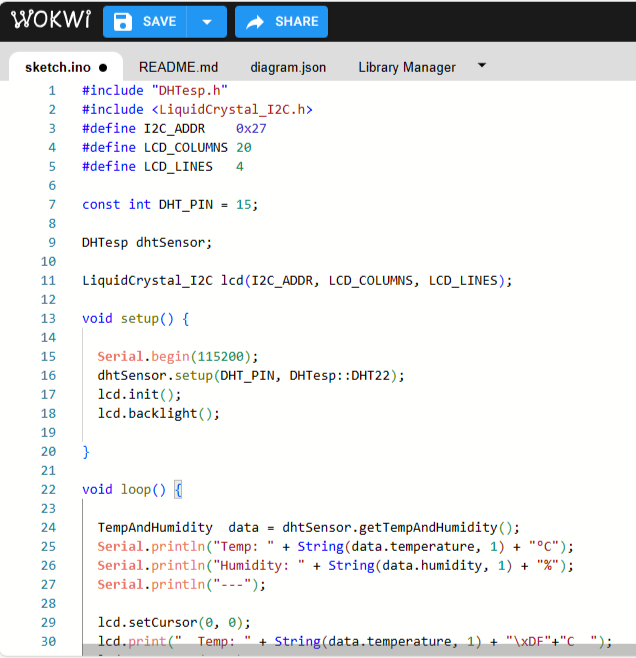 WOKWi SAVE SHARE
sketch.ino ● README.md diagram.json Library Manager
1 #include "DHTesp.h"
2 #include <LiquidCrystal_I2C.h>
3 #define I2C_ADDR    0x27
4 #define LCD_COLUMNS 20
5 #define LCD_LINES   4
6
7 const int DHT_PIN = 15;
8
9 DHTesp dhtSensor;
10
11 LiquidCrystal_I2C lcd(I2C_ADDR, LCD_COLUMNS, LCD_LINES);
12
13 void setup() {
14
15   Serial.begin(115200);
16   dhtSensor.setup(DHT_PIN, DHTesp::DHT22);
17   lcd.init();
18   lcd.backlight();
19
20 }
21
22 void loop() {
23
24   TempAndHumidity  data = dhtSensor.getTempAndHumidity();
25   Serial.println("Temp: " + String(data.temperature, 1) + "°C");
26   Serial.println("Humidity: " + String(data.humidity, 1) + "%");
27   Serial.println("---");
28
29   lcd.setCursor(0, 0);
30   lcd.print("  Temp: " + String(data.temperature, 1) + "\xDF"+"C  ");